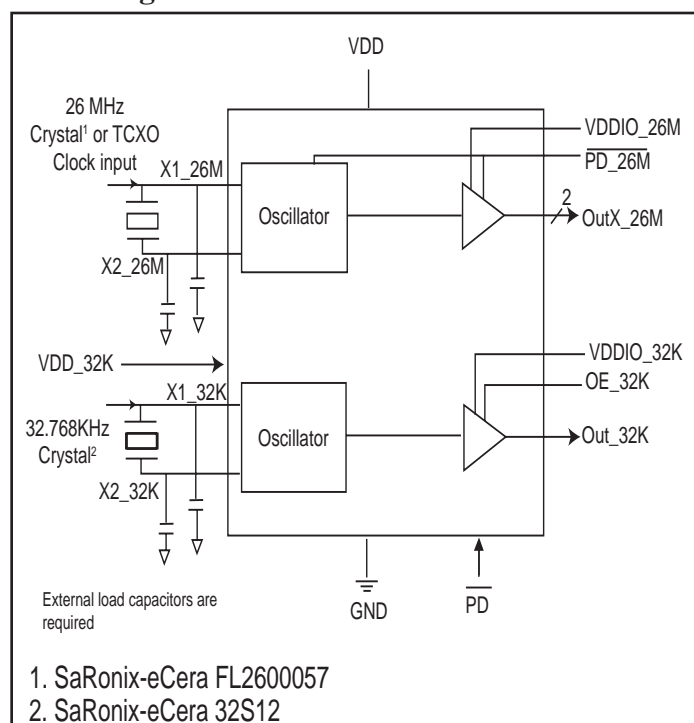 VDD
26 MHz
Crystal¹ or TCXO
Clock input
X1_26M
X2_26M
Oscillator
VDDIO_26M
PD_26M
2
OutX_26M
VDD_32K
X1_32K
32.768KHz
Crystal²
X2_32K
Oscillator
VDDIO_32K
OE_32K
Out_32K
External load capacitors are
required
GND
PD
1. SaRonix-eCera FL2600057
2. SaRonix-eCera 32S12